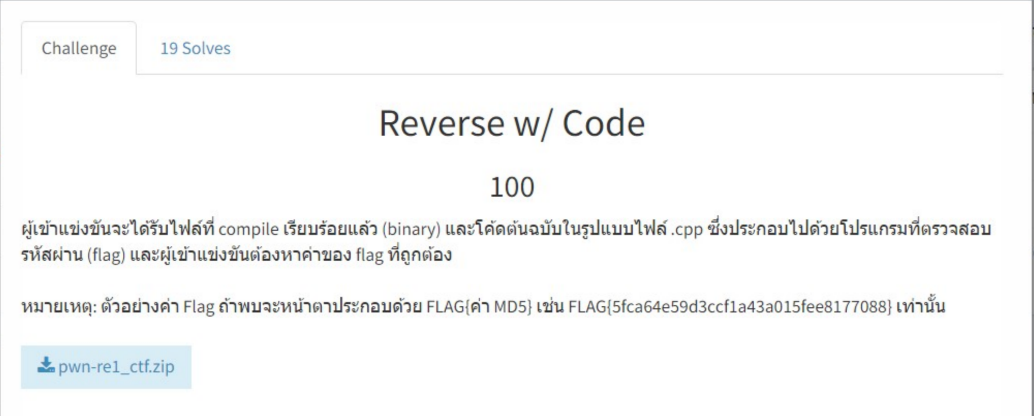 Challenge
19 Solves
Reverse w/ Code
100
ผู้เข้าแข่งขันจะได้รับไฟล์ที่ compile เรียบร้อยแล้ว (binary) และโค้ดต้นฉบับในรูปแบบไฟล์ .cpp ซึ่งประกอบไปด้วยโปรแกรมที่ตรวจสอบ
รหัสผ่าน (flag) และผู้เข้าแข่งขันต้องหาค่าของ flag ที่ถูกต้อง
หมายเหตุ: ตัวอย่างค่า Flag ถ้าพบจะหน้าตาประกอบด้วย FLAG{ค่า MD5} เช่น FLAG{5fca64e59d3ccf1a43a015fee8177088} เท่านั้น
pwn-re1_ctf.zip